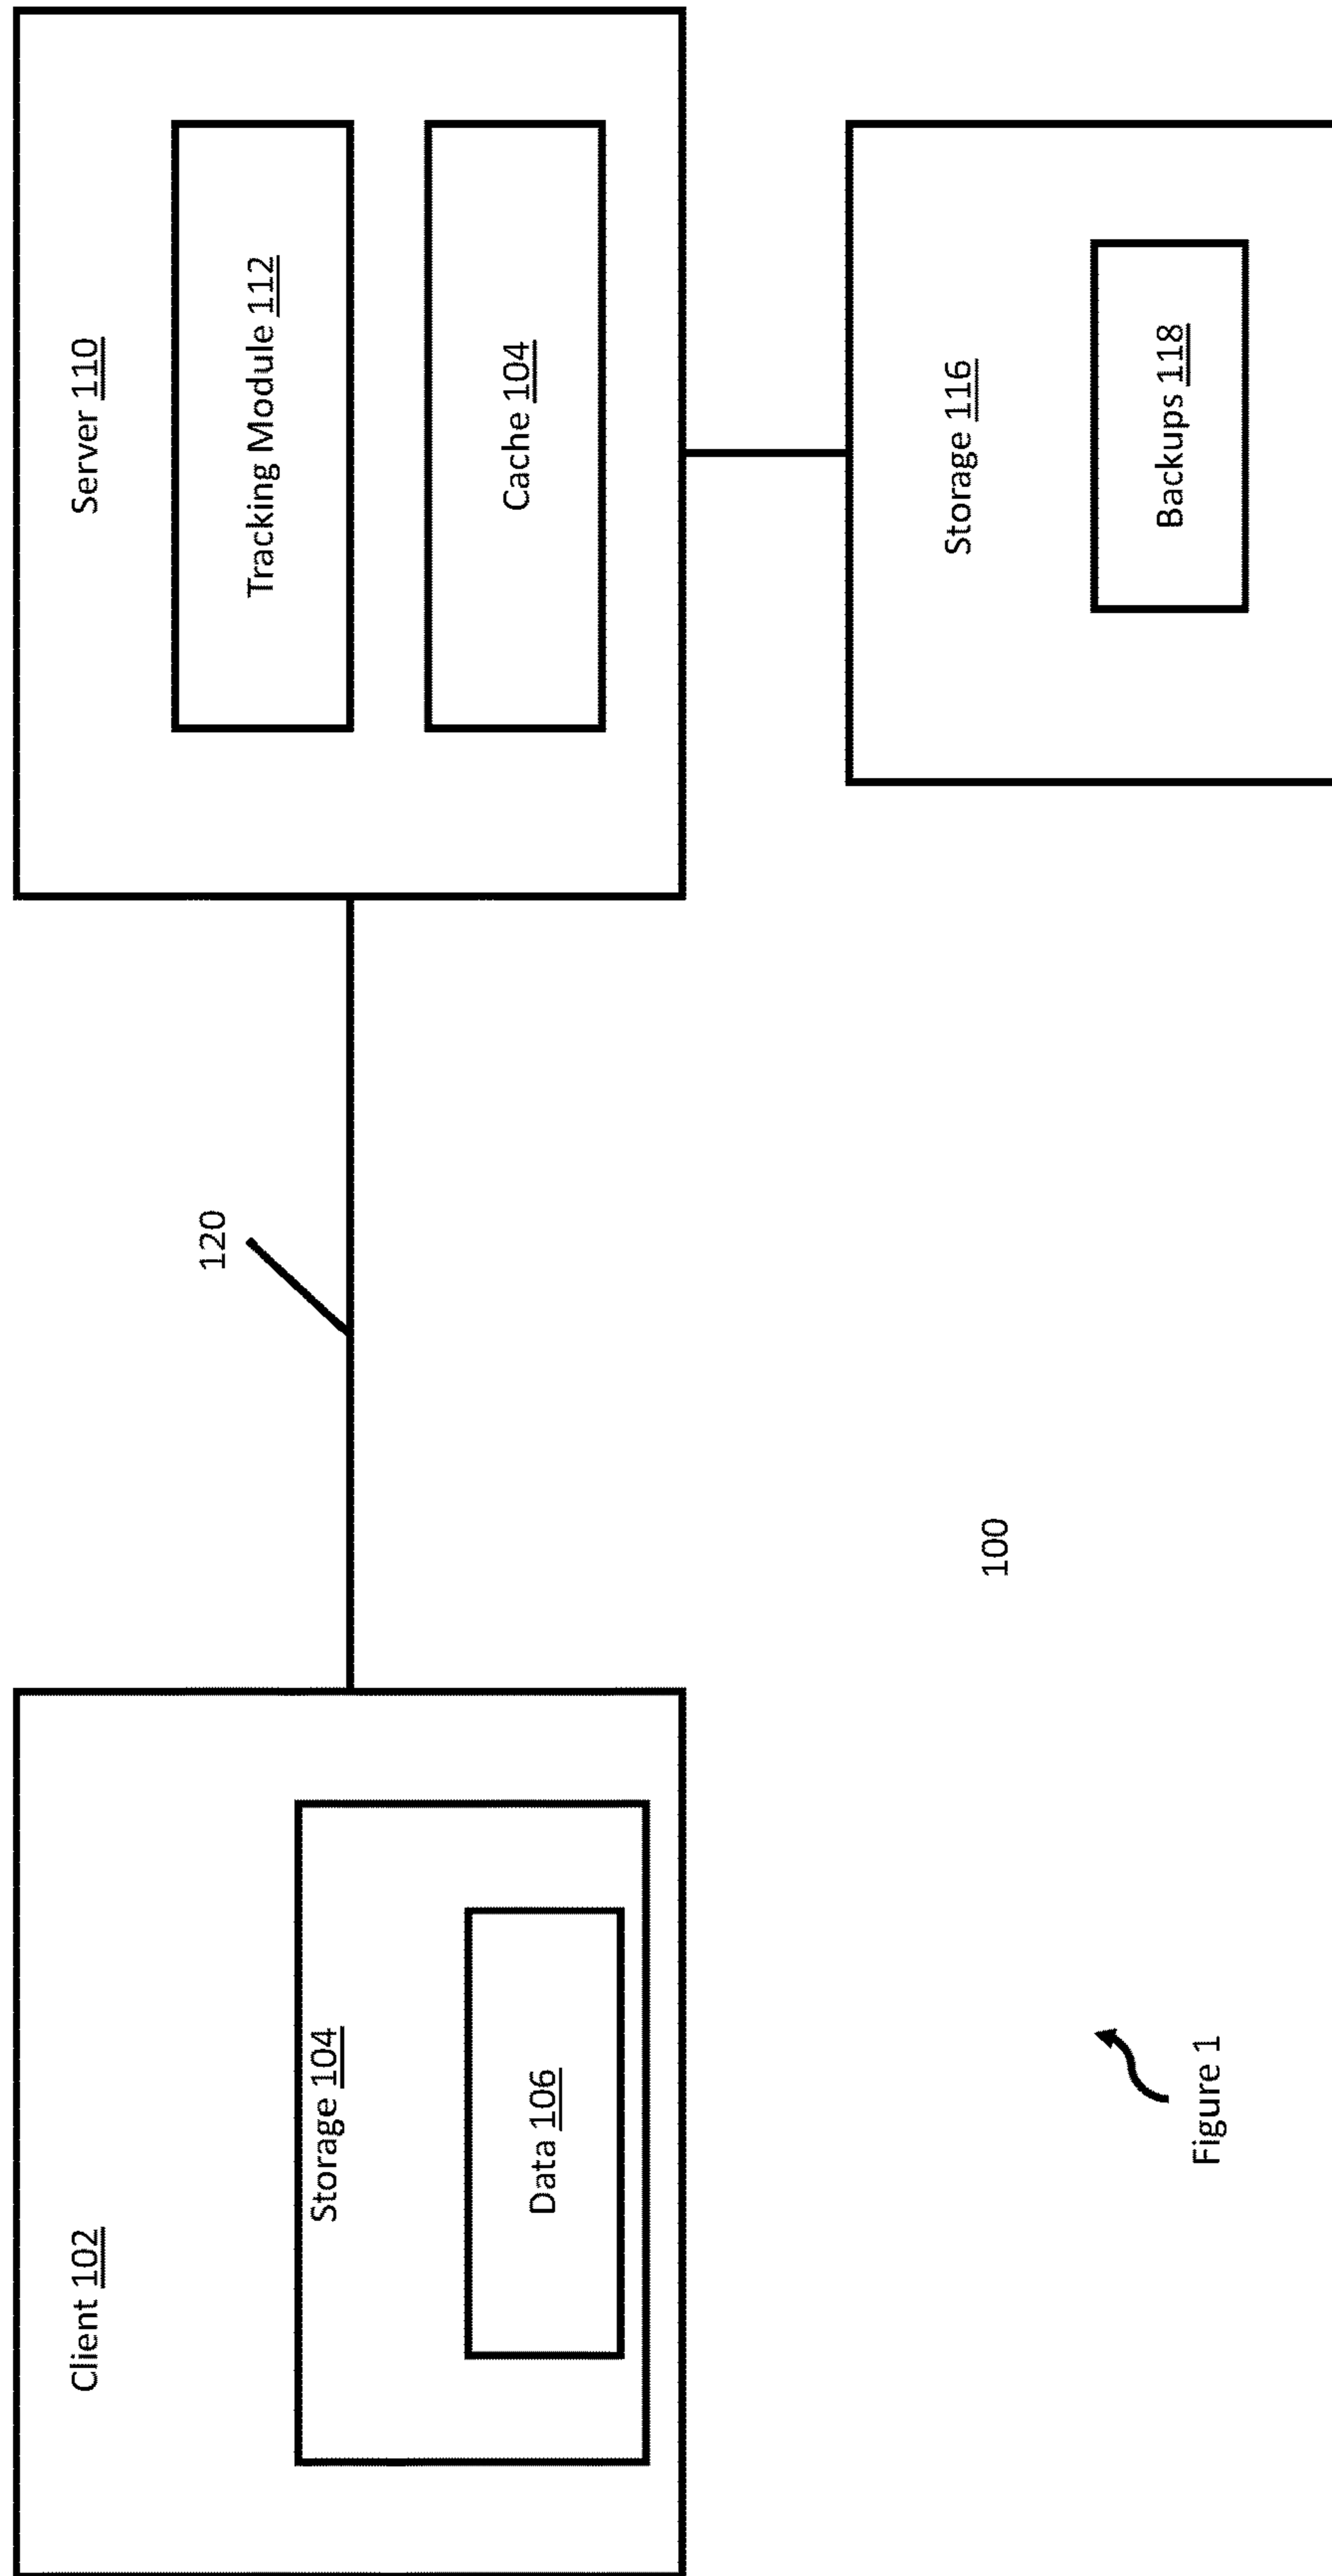 Client 102
Storage 104
Data 106
120
Server 110
Tracking Module 112
Cache 104
Storage 116
Backups 118
100
Figure 1